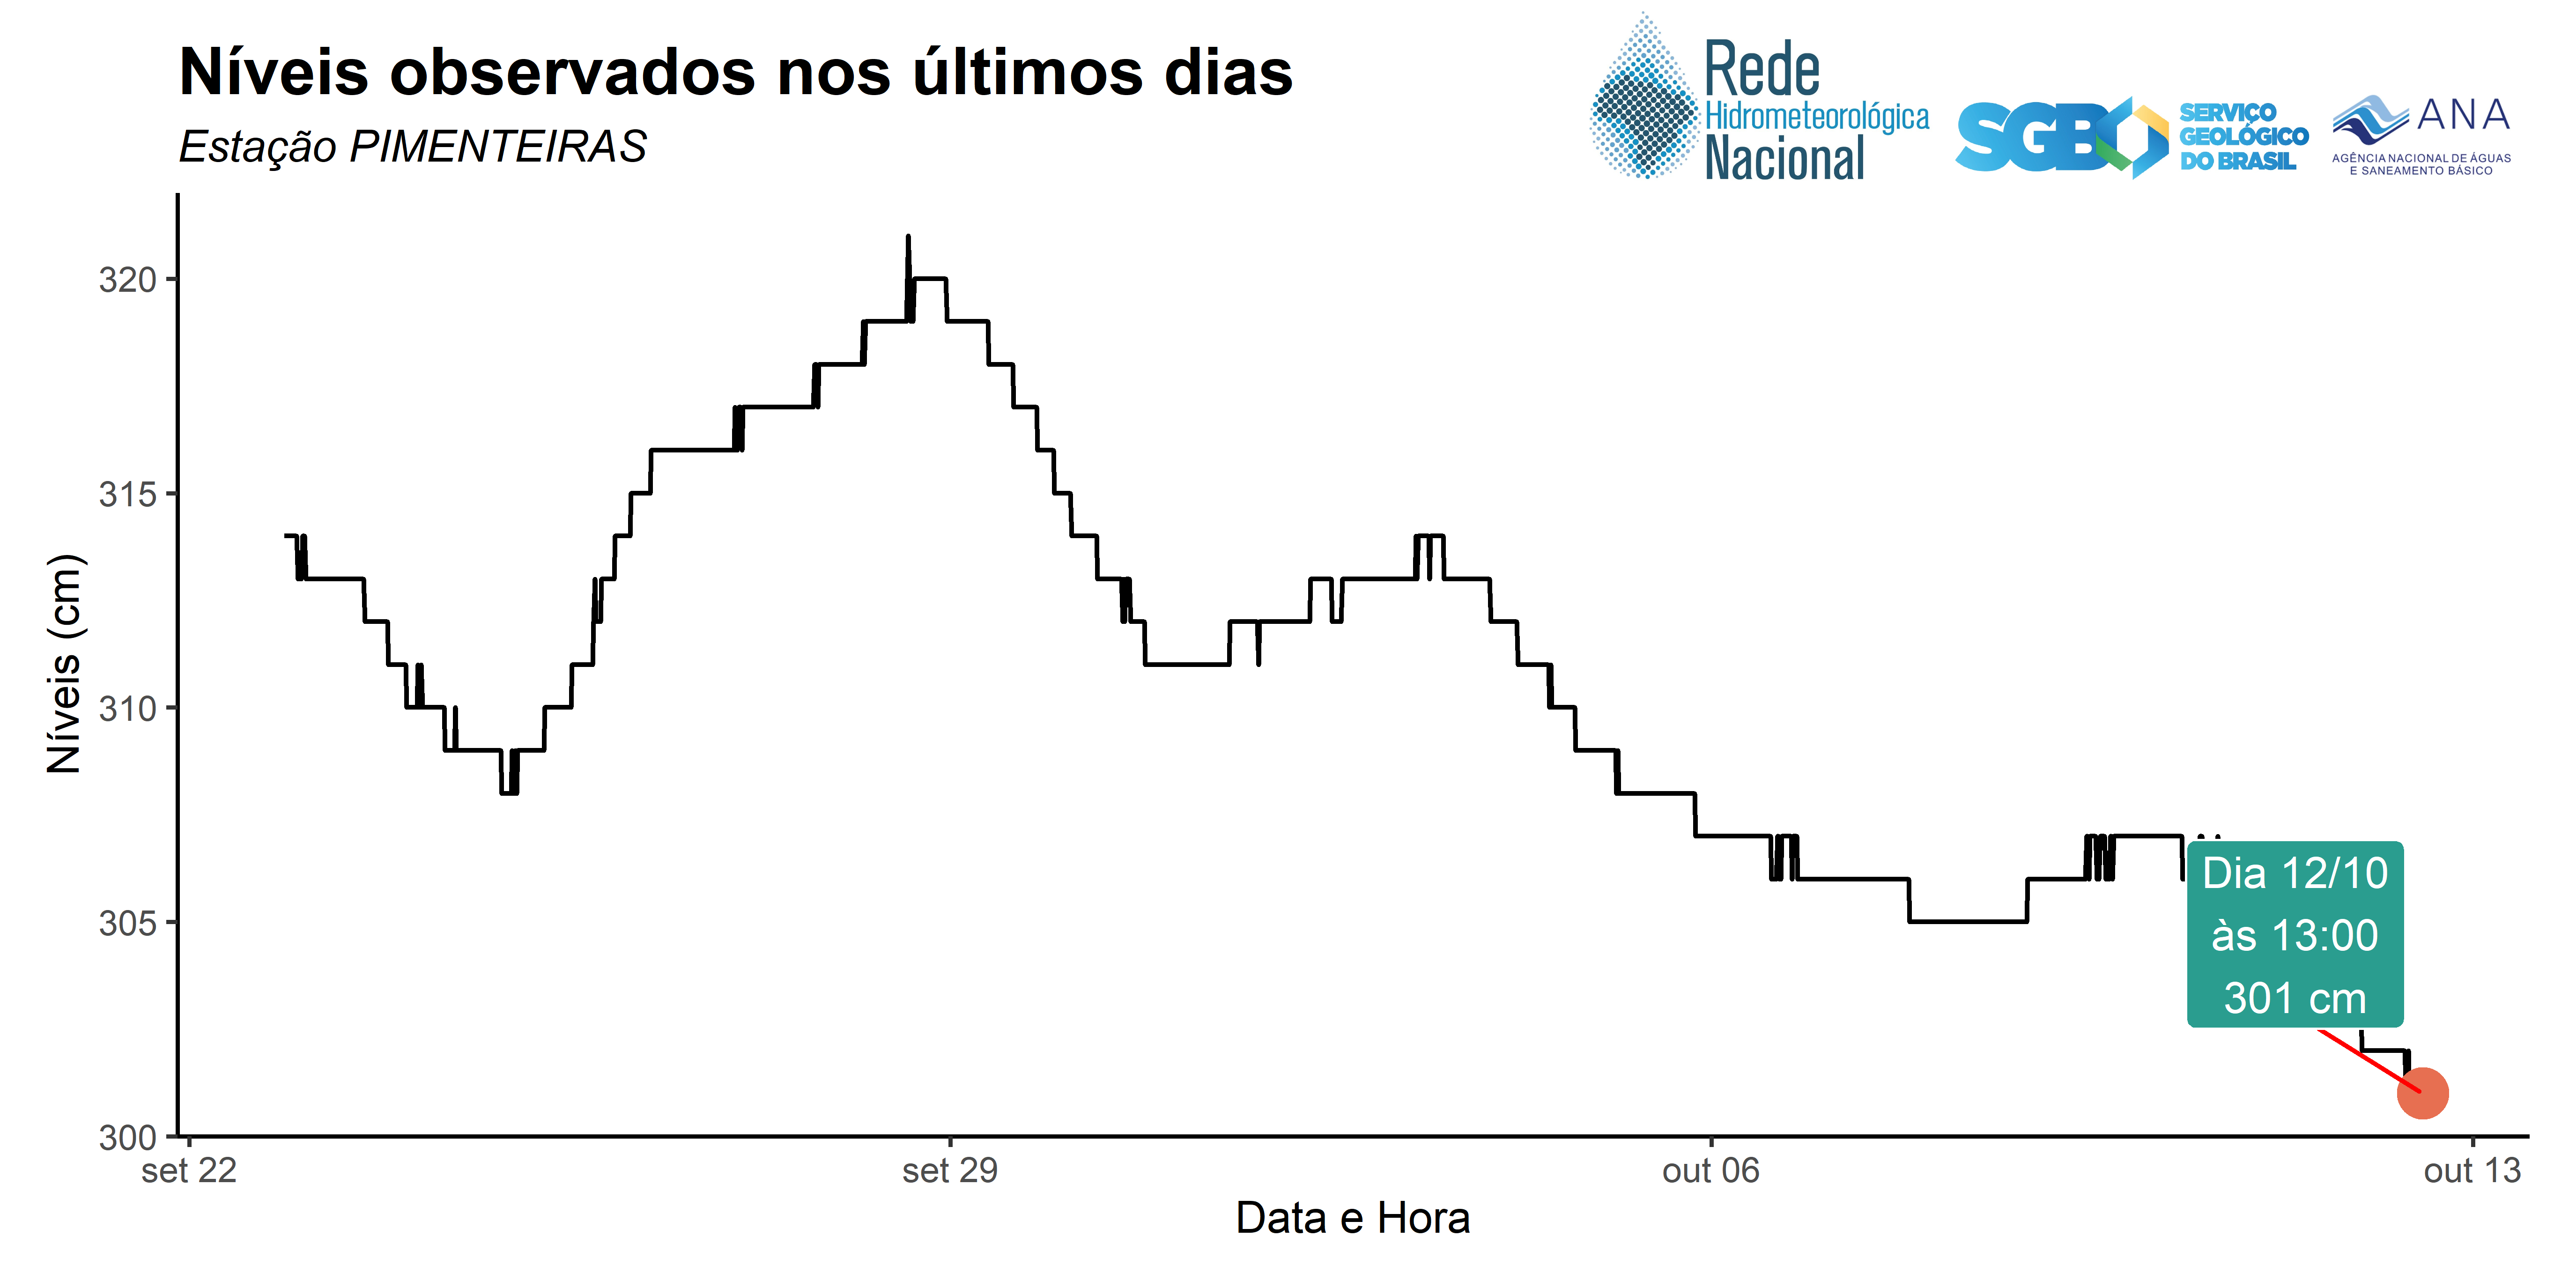 Níveis observados nos últimos dias
Estação PIMENTEIRAS
Rede
Hidrometeorológica
Nacional
SGB
SERVIÇO
GEOLÓGICO
DO BRASIL
ANA
AGÊNCIA NACIONAL DE ÁGUAS
E SANEAMENTO BÁSICO
Níveis (cm)
320
315
310
305
300
Dia 12/10
às 13:00
301 cm
set 22
set 29
out 06
out 13
Data e Hora